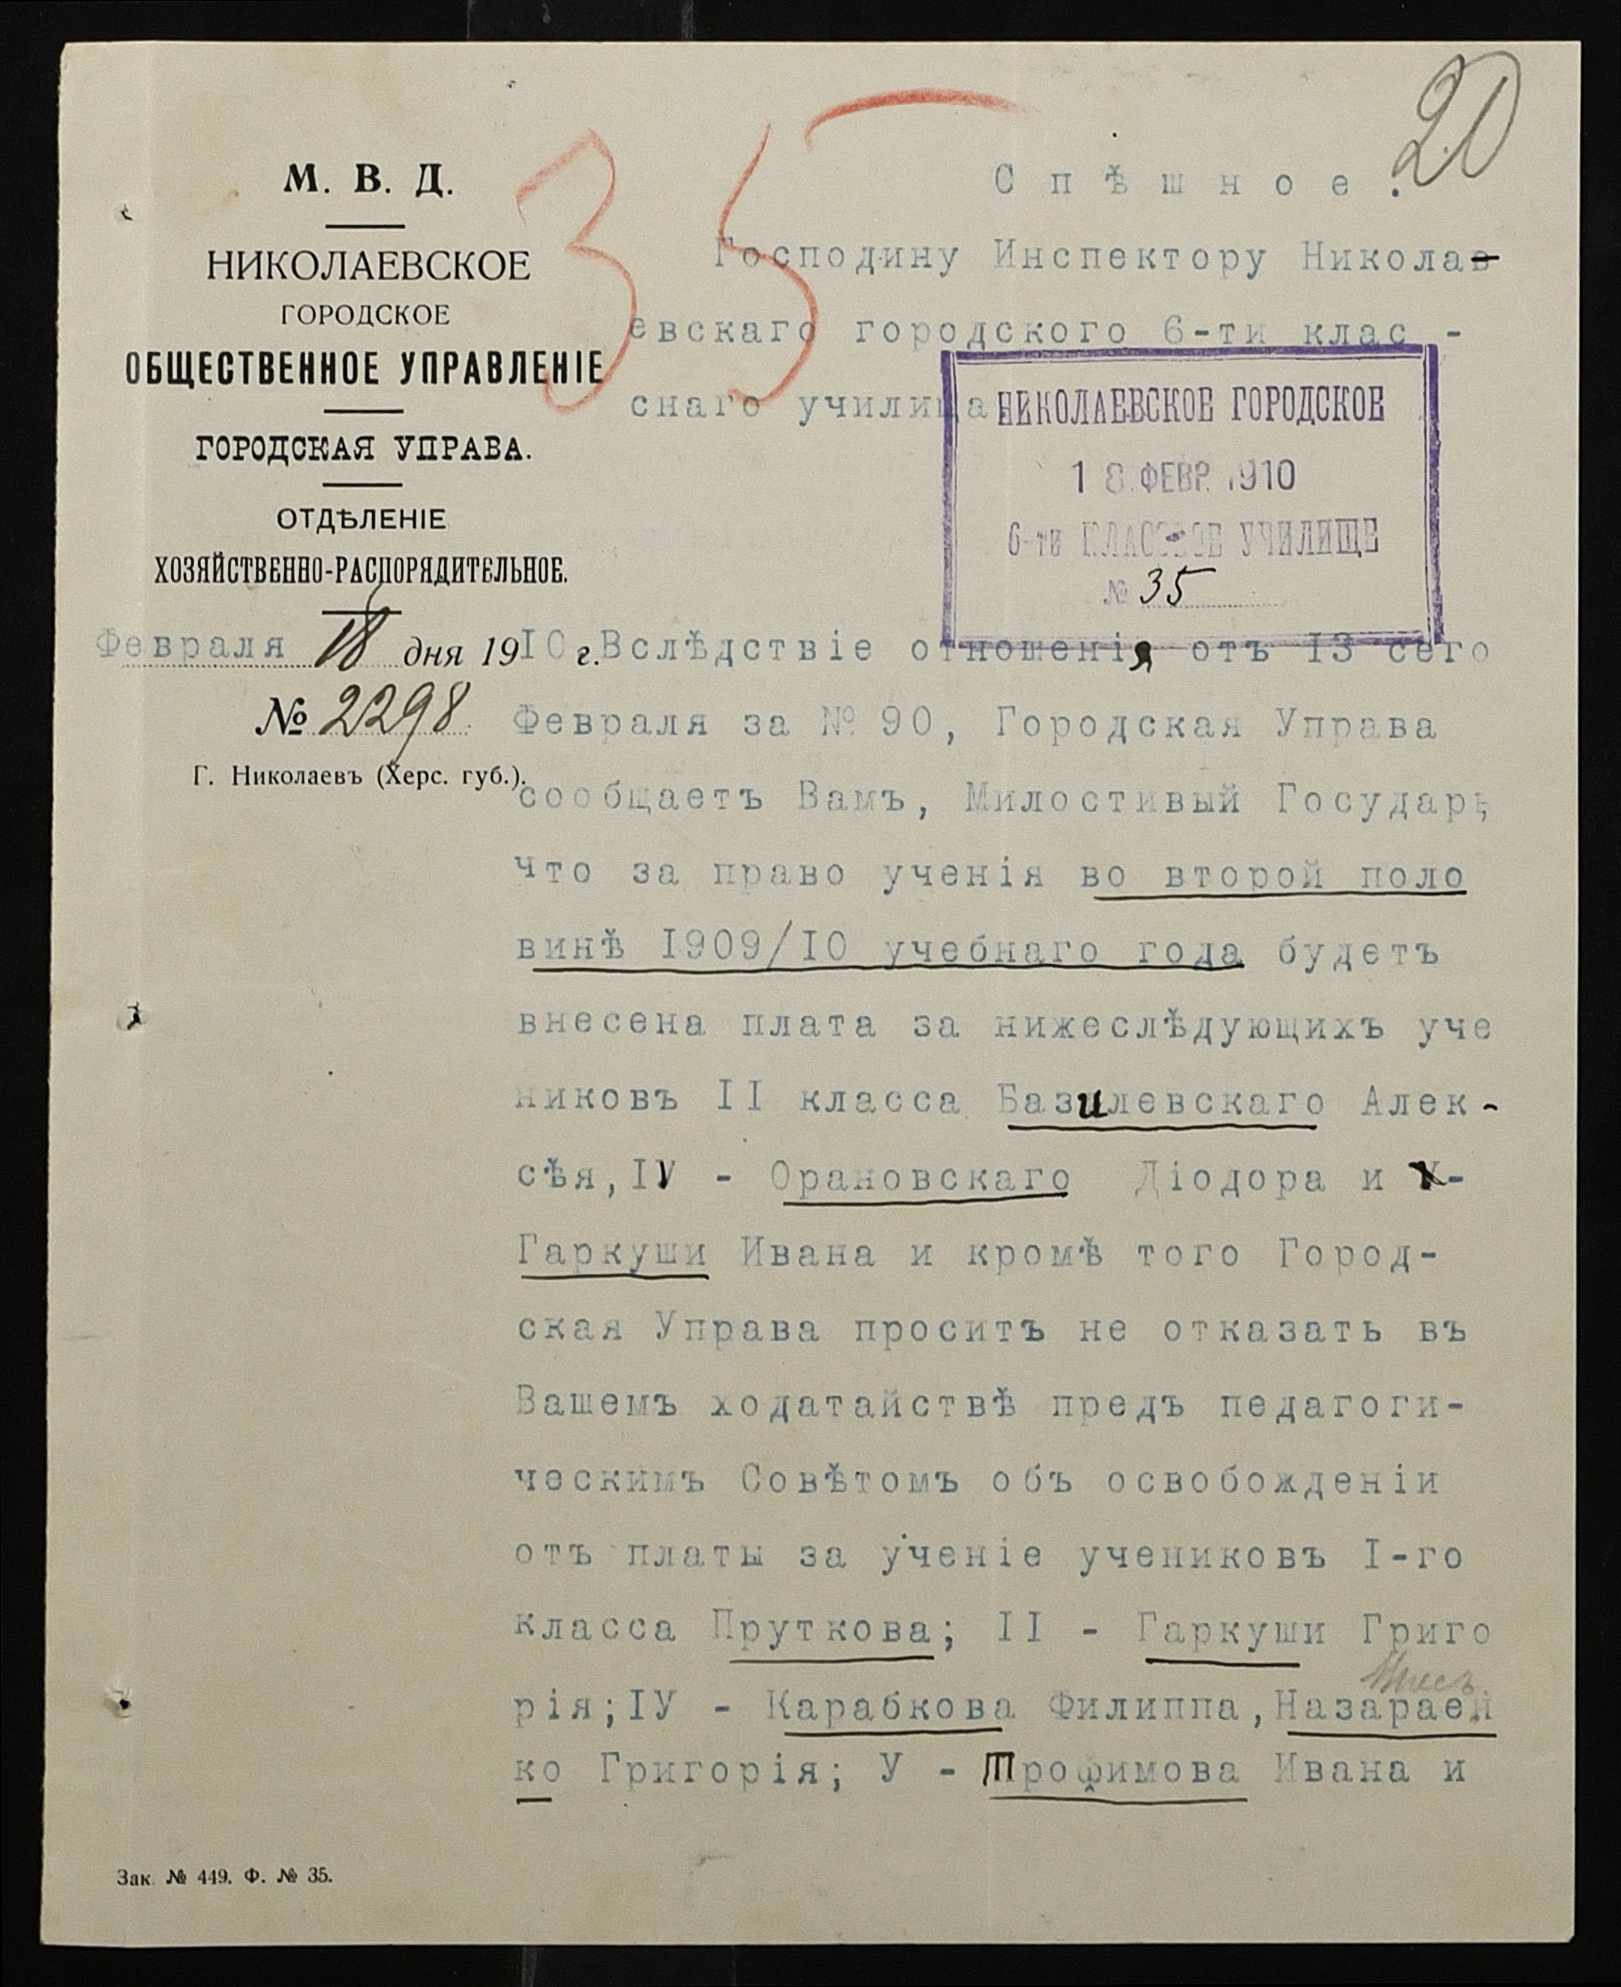 20
35
М. В. Д.
НИКОЛАЕВСКОЕ
ГОРОДСКОЕ
ОБЩЕСТВЕННОЕ УПРАВЛЕНІЕ
ГОРОДСКАЯ УПРАВА.
ОТДѢЛЕНІЕ
ХОЗЯЙСТВЕННО-РАСПОРЯДИТЕЛЬНОЕ.
Февраля 18 дня 1910 г.
№ 2298
Г. Николаевъ (Херс. губ.).
Спѣшное.
Господину Инспектору Никола
евскаго городского 6-ти клас -
снаго училища
НИКОЛАЕВСКОЕ ГОРОДСКОЕ
18 ФЕВР. 1910
6-ти КЛАССНОЕ УЧИЛИЩЕ
№ 35
Вслѣдствіе отношенія отъ 13 сего
Февраля за № 90, Городская Управа
сообщаетъ Вамъ, Милостивый Государь,
что за право ученія во второй поло
винѣ 1909/10 учебнаго года будетъ
внесена плата за нижеслѣдующихъ уче
никовъ II класса Базилевскаго Алек-
сѣя, IV - Орановскаго Діодора и V-
Гаркуши Ивана и кромѣ того Город-
ская Управа проситъ не отказать въ
Вашемъ ходатайствѣ предъ педагоги-
ческимъ Совѣтомъ объ освобожденіи
отъ платы за ученіе учениковъ I-го
класса Пруткова; II - Гаркуши Григо
рія; IУ - Карабкова Филиппа, Назарей
ко Григорія; У - Трофимова Ивана и
Зак. № 449. Ф. № 35.